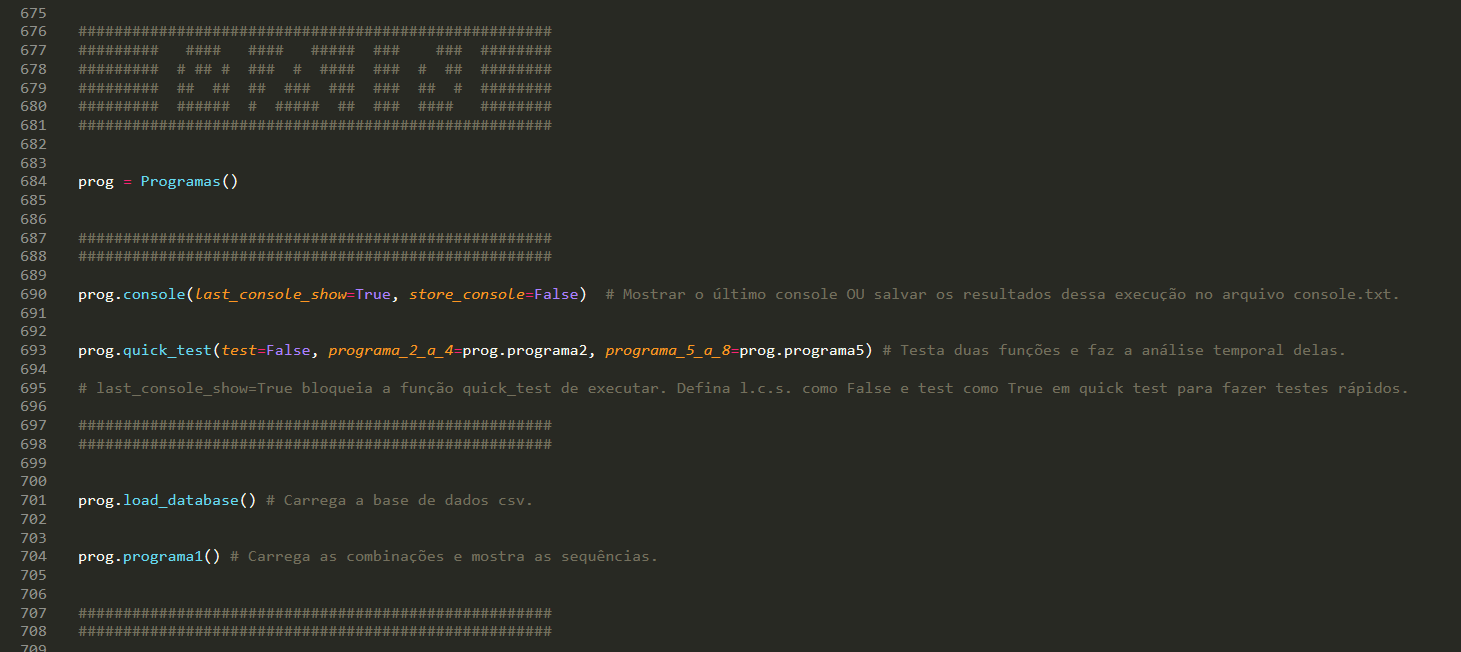 675
676 #####################################################
677 #########   ####   ####   #####  ###    ###  ########
678 #########  # ## #  ###  #  ####  ###  #  ##  ########
679 #########  ##  ##  ##  ###  ###  ###  ##  #  ########
680 #########  ######  #  #####  ##  ###  ####   ########
681 #####################################################
682
683
684 prog = Programas()
685
686
687 #####################################################
688 #####################################################
689
690 prog.console(last_console_show=True, store_console=False)  # Mostrar o último console OU salvar os resultados dessa execução no arquivo console.txt.
691
692
693 prog.quick_test(test=False, programa_2_a_4=prog.programa2, programa_5_a_8=prog.programa5) # Testa duas funções e faz a análise temporal delas.
694
695 # last_console_show=True bloqueia a função quick_test de executar. Defina l.c.s. como False e test como True em quick test para fazer testes rápidos.
696
697 #####################################################
698 #####################################################
699
700
701 prog.load_database() # Carrega a base de dados csv.
702
703
704 prog.programa1() # Carrega as combinações e mostra as sequências.
705
706
707 #####################################################
708 #####################################################
709